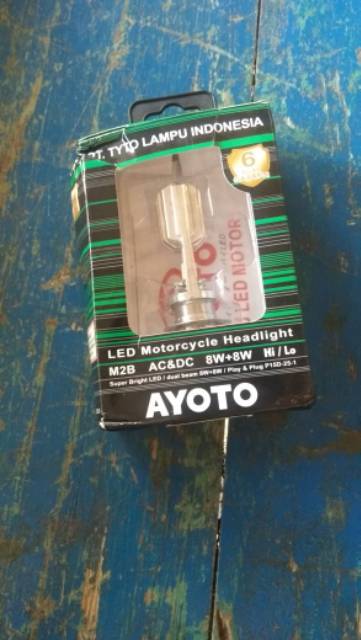 PT. TYTO LAMPU INDONESIA
6
LED MOTOR
LED Motorcycle Headlight
M2B AC&DC 8W+8W Hi / Lo
Super Bright LED / dual beam 8W+8W / Play & Plug P15D-25-1
AYOTO